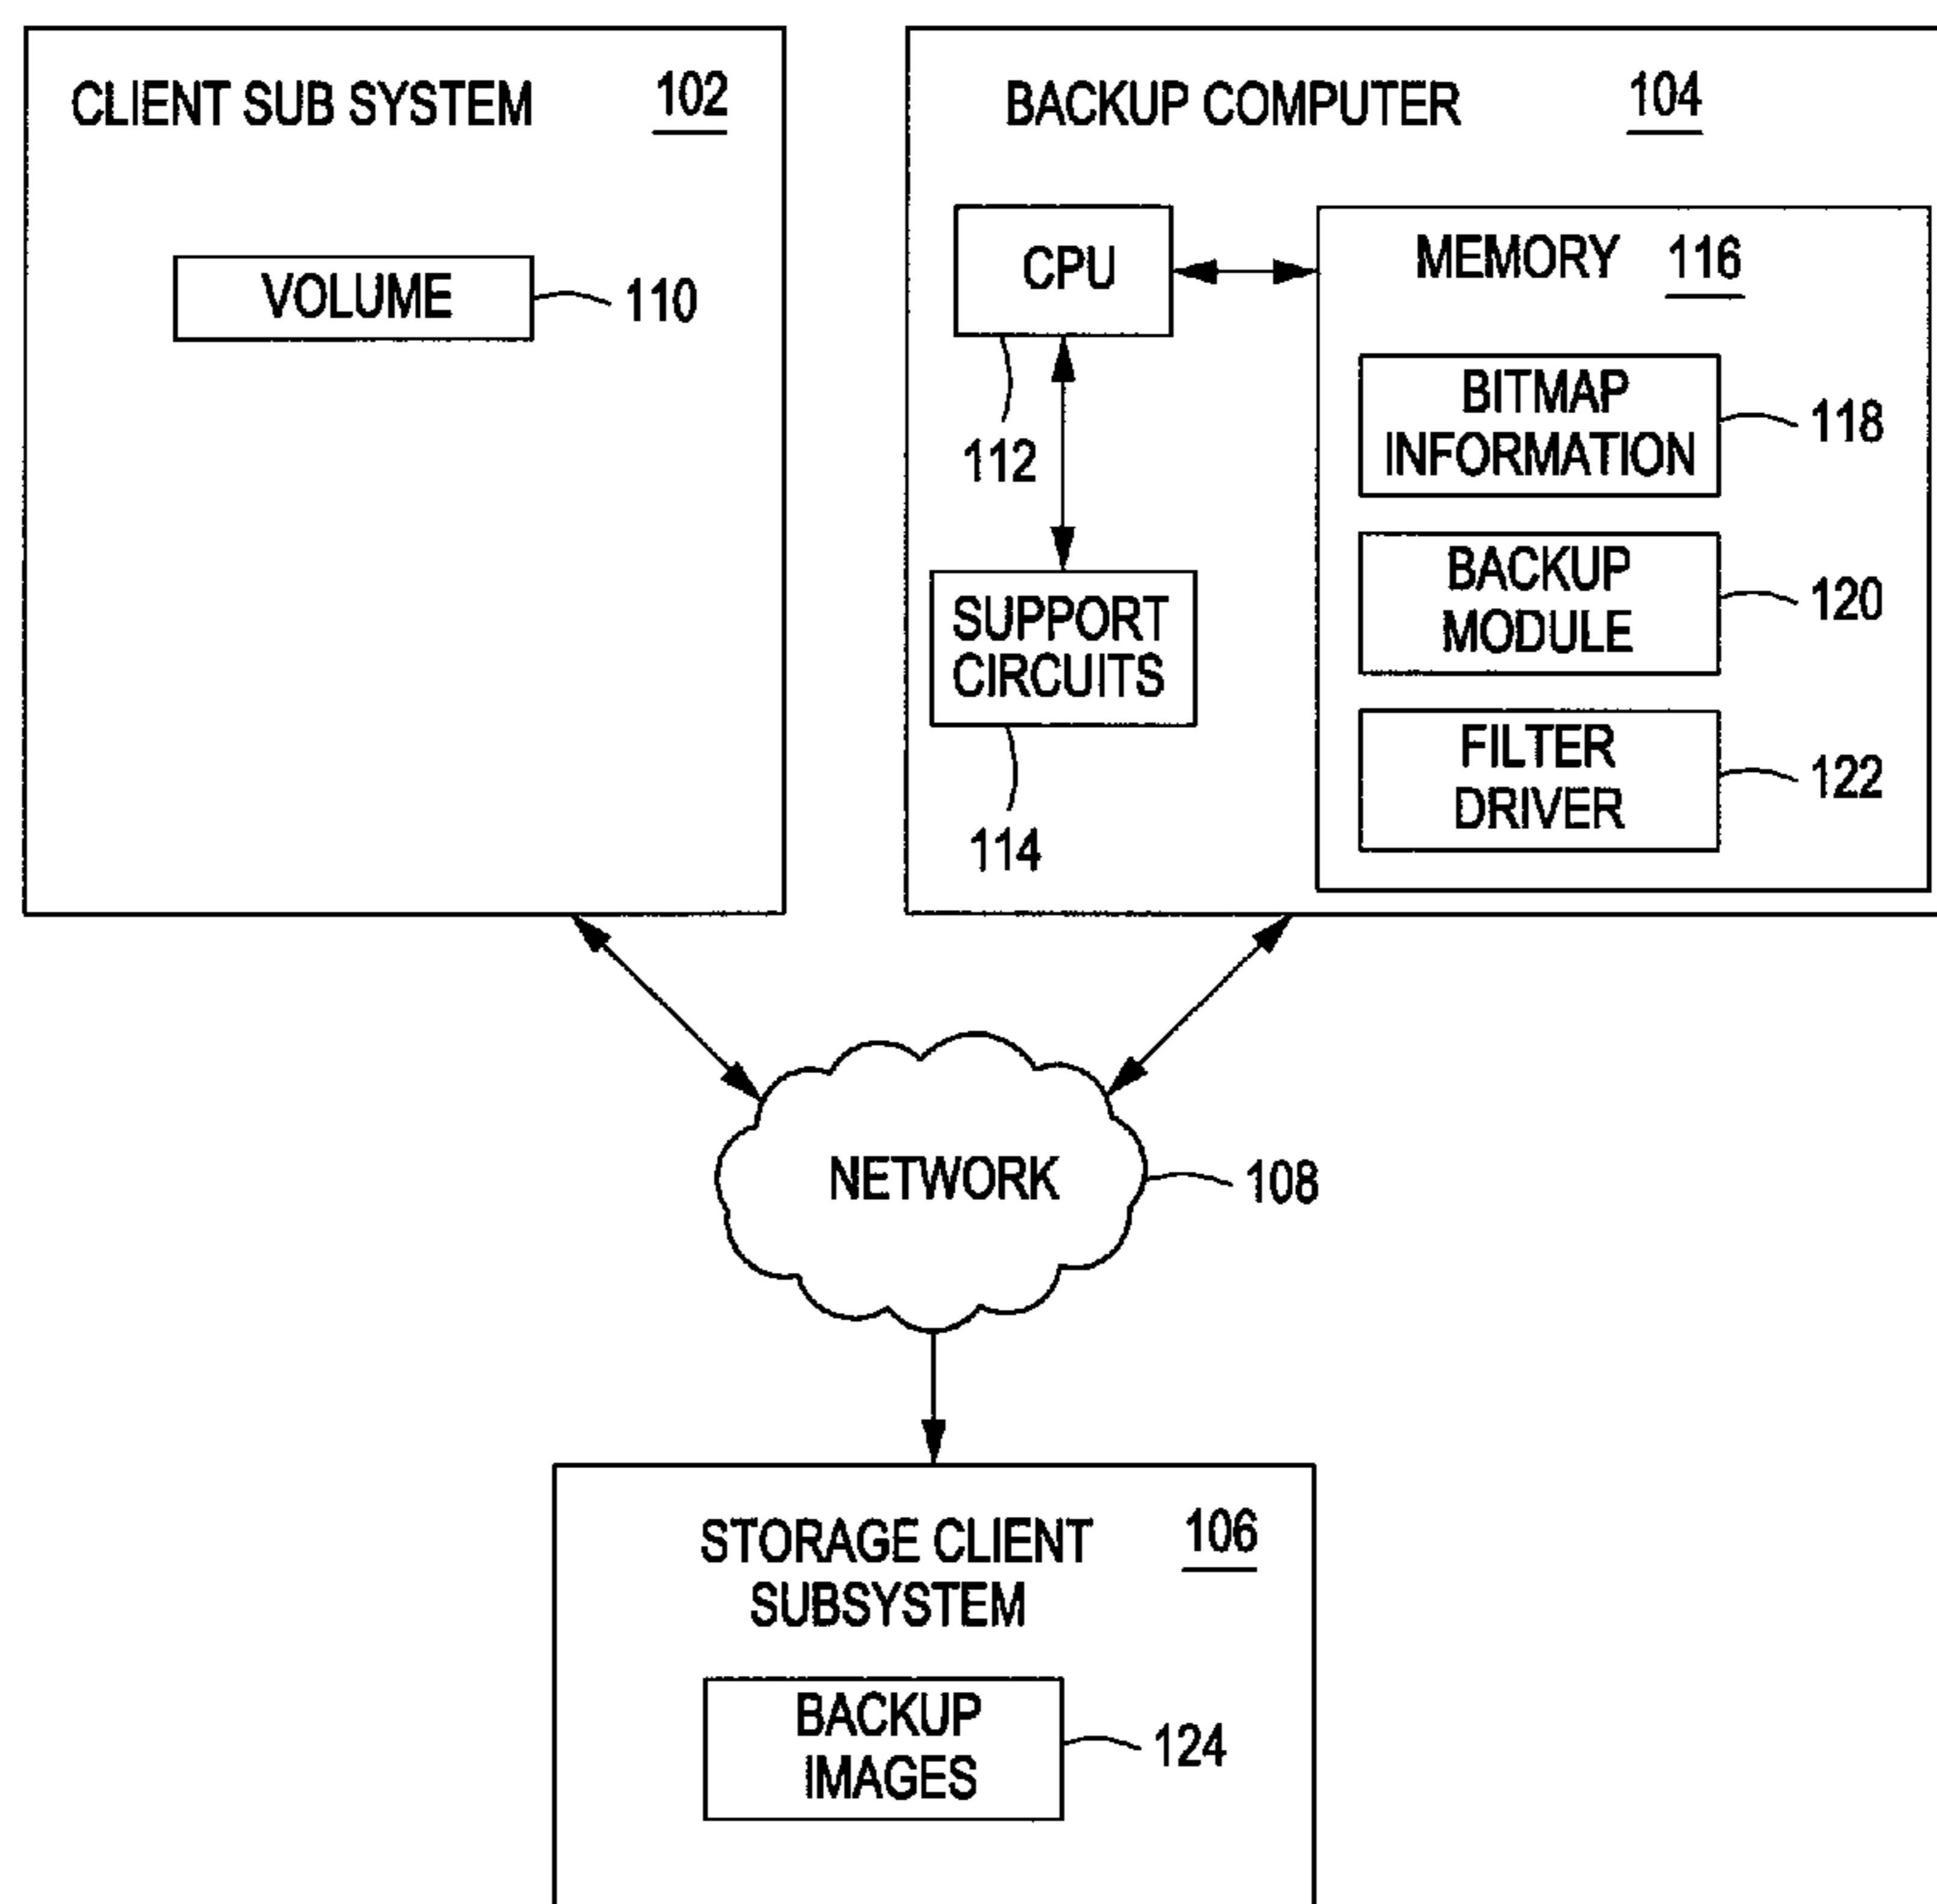 CLIENT SUB SYSTEM 102
VOLUME 110
BACKUP COMPUTER 104
CPU
112
SUPPORT
CIRCUITS
114
MEMORY 116
BITMAP
INFORMATION
118
BACKUP
MODULE
120
FILTER
DRIVER
122
NETWORK 108
STORAGE CLIENT
SUBSYSTEM
106
BACKUP
IMAGES
124